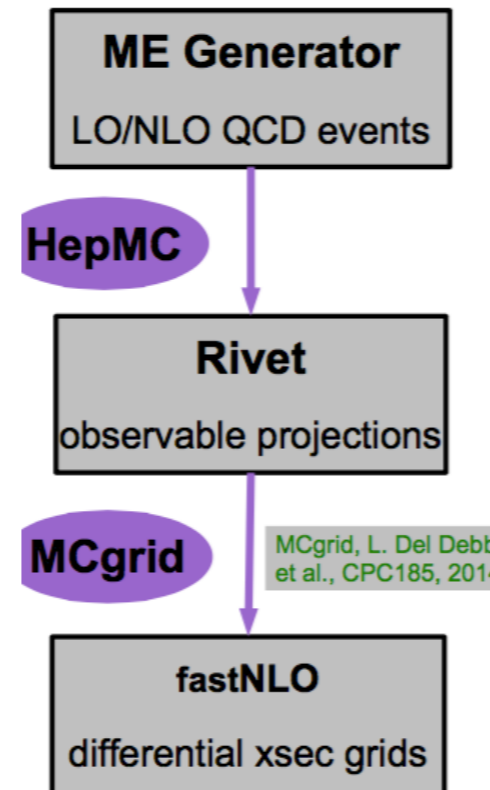 ME Generator
LO/NLO QCD events
HepMC
Rivet
observable projections
MCgrid
MCgrid, L. Del
et al., CPC185,
fastNLO
differential xsec grids